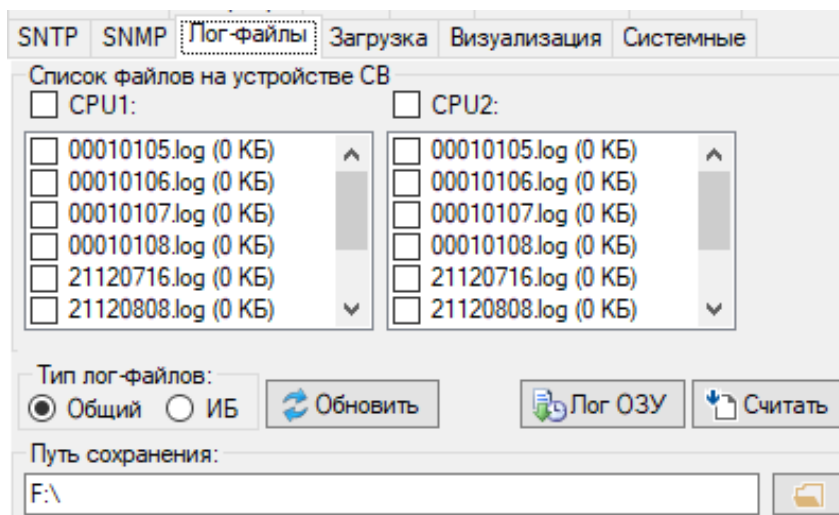 SNTP SNMP Лог-файлы Загрузка Визуализация Системные
Список файлов на устройстве СВ
CPU1: CPU2:
00010105.log (0 КБ) 00010105.log (0 КБ)
00010106.log (0 КБ) 00010106.log (0 КБ)
00010107.log (0 КБ) 00010107.log (0 КБ)
00010108.log (0 КБ) 00010108.log (0 КБ)
21120716.log (0 КБ) 21120716.log (0 КБ)
21120808.log (0 КБ) 21120808.log (0 КБ)
Тип лог-файлов:
Общий ИБ Обновить Лог ОЗУ Считать
Путь сохранения:
F:\